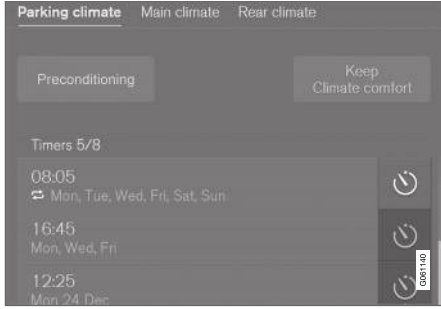 Parking climate Main climate Rear climate
Preconditioning
Keep
Climate comfort
Timers 5/8
08:05
Mon, Tue, Wed, Fri, Sat, Sun
16:45
Mon, Wed, Fri
12:25
Mon 24 Dec
G061140